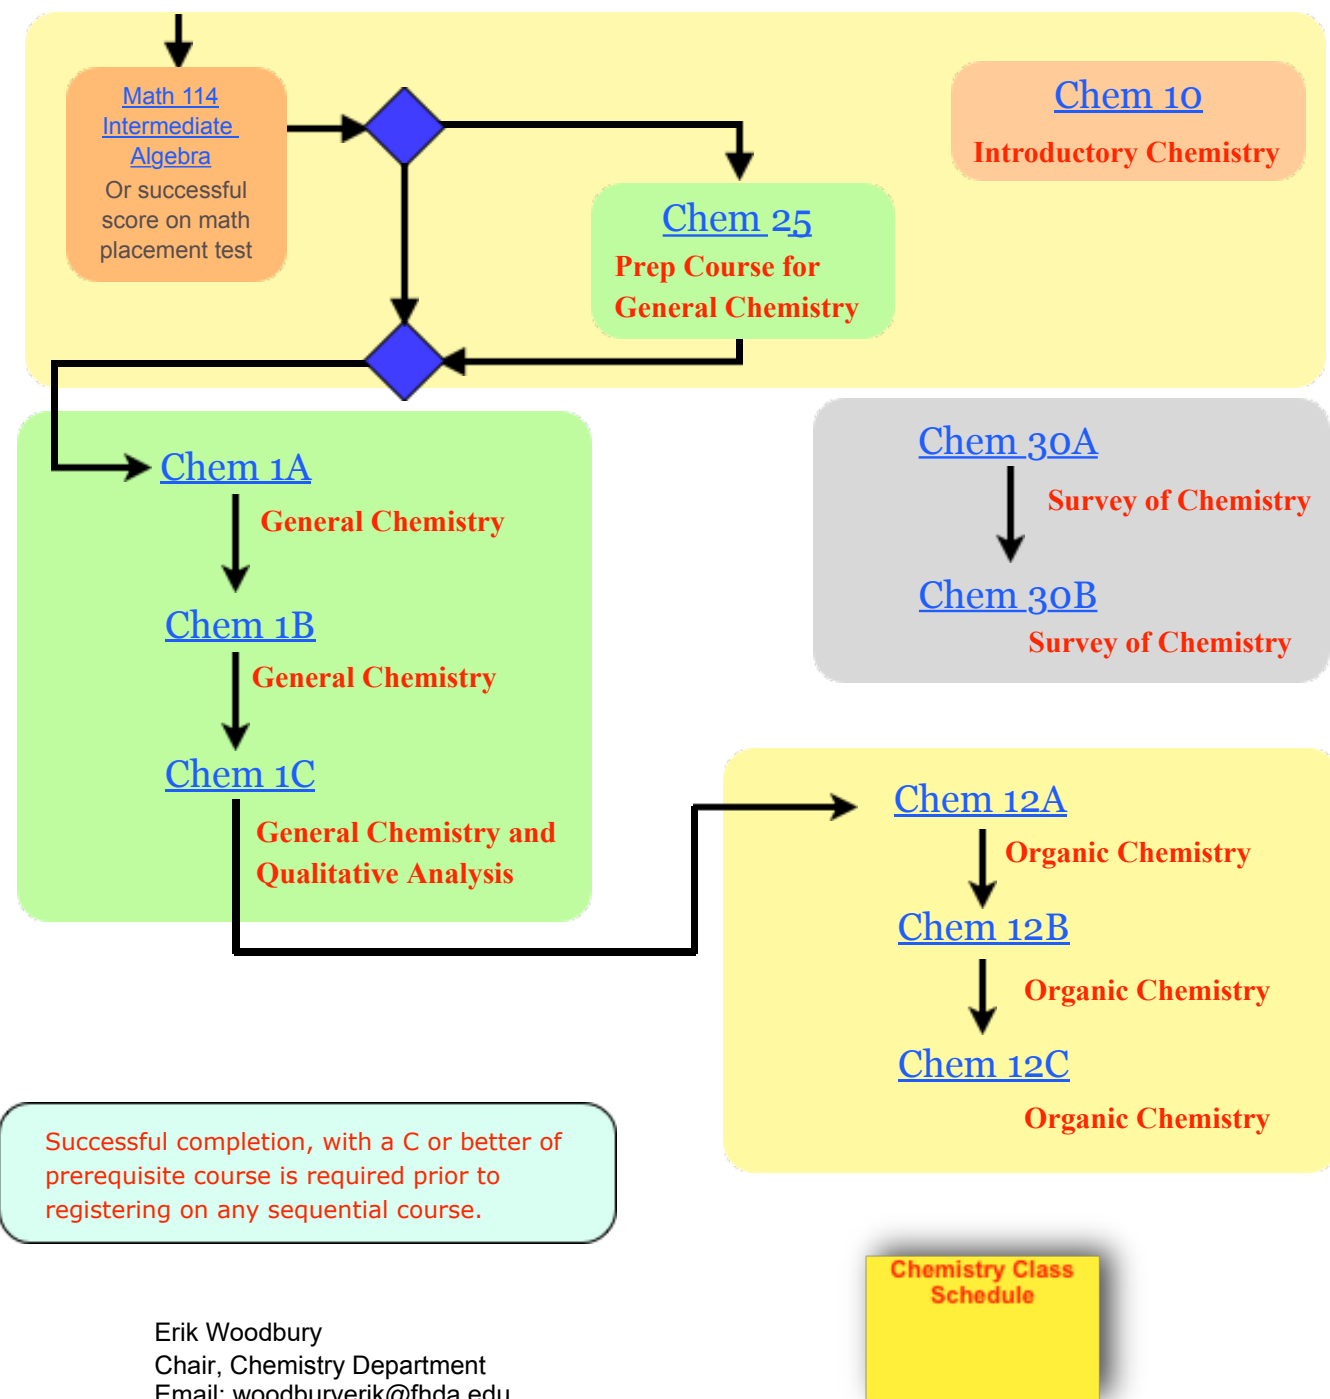 Math 114
Intermediate
Algebra
Or successful
score on math
placement test
Chem 10
Introductory Chemistry
Chem 25
Prep Course for
General Chemistry
Chem 1A
General Chemistry
Chem 1B
General Chemistry
Chem 1C
General Chemistry and
Qualitative Analysis
Chem 30A
Survey of Chemistry
Chem 30B
Survey of Chemistry
Chem 12A
Organic Chemistry
Chem 12B
Organic Chemistry
Chem 12C
Organic Chemistry
Successful completion, with a C or better of
prerequisite course is required prior to
registering on any sequential course.
Chemistry Class
Schedule
Erik Woodbury
Chair, Chemistry Department
Email: woodburyerik@fhda.edu